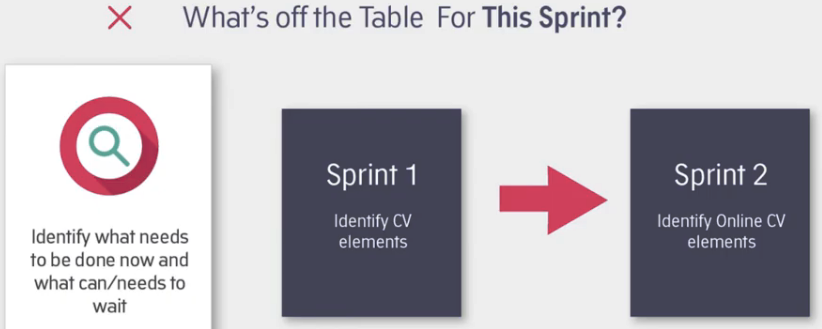 What's off the Table For This Sprint?
Identify what needs
to be done now and
what can/needs to
wait
Sprint 1
Identify CV
elements
Sprint 2
Identify Online CV
elements